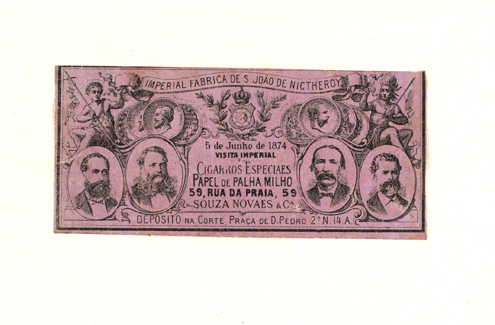 IMPERIAL FABRICA DE S. JOÃO DE NICTHEROY
5 de Junho de 1874
VISITA IMPERIAL
CIGARROS ESPECIAES
PAPEL DE PALHA MILHO
59, RUA DA PRAIA, 59
SOUZA NOVAES & Cª
DEPOSITO NA CORTE, PRAÇA DE D. PEDRO 2º N. 14 A.